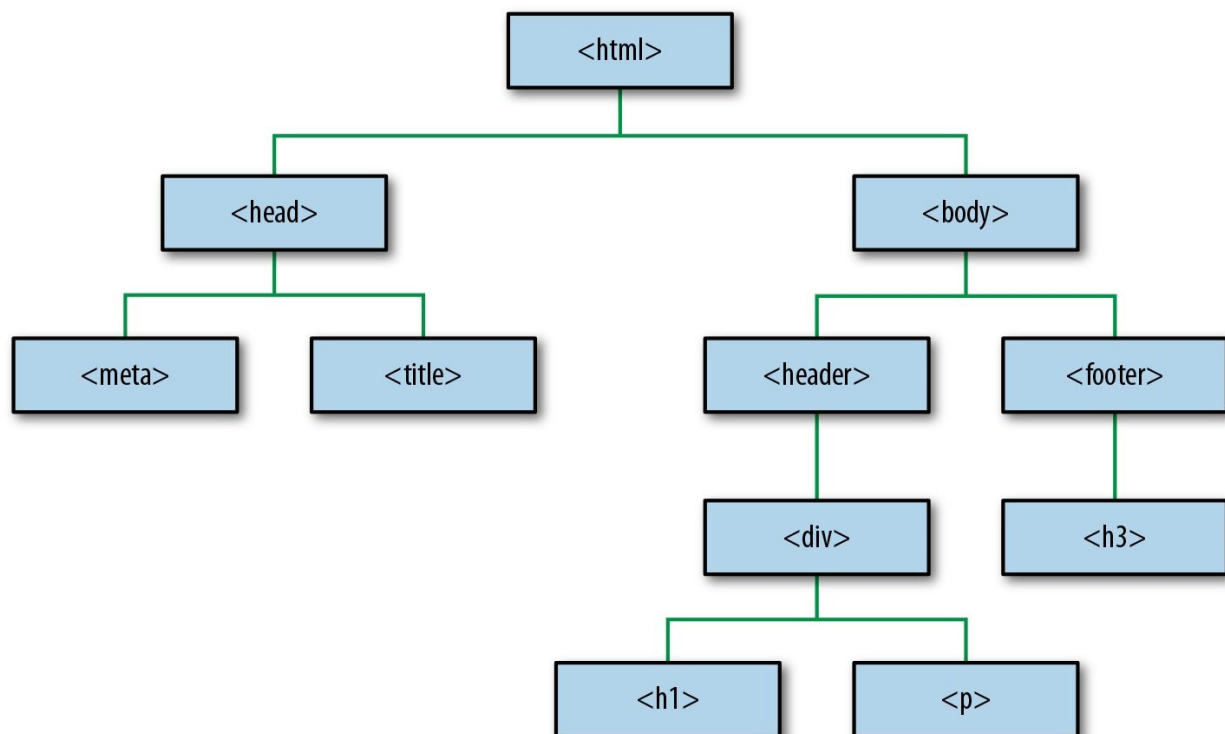 <html>
<head>
<body>
<meta>
<title>
<header>
<footer>
<div>
<h3>
<h1>
<p>